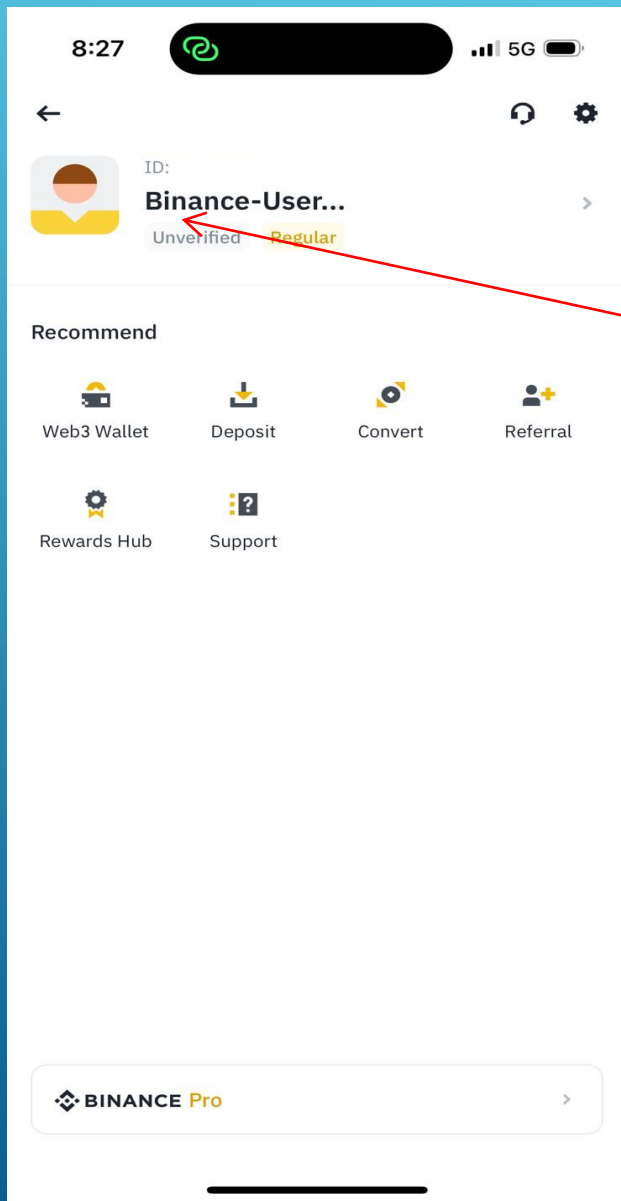 8:27 5G
ID:
Binance-User...
Unverified Regular
Recommend
Web3 Wallet Deposit Convert Referral
Rewards Hub Support
BINANCE Pro